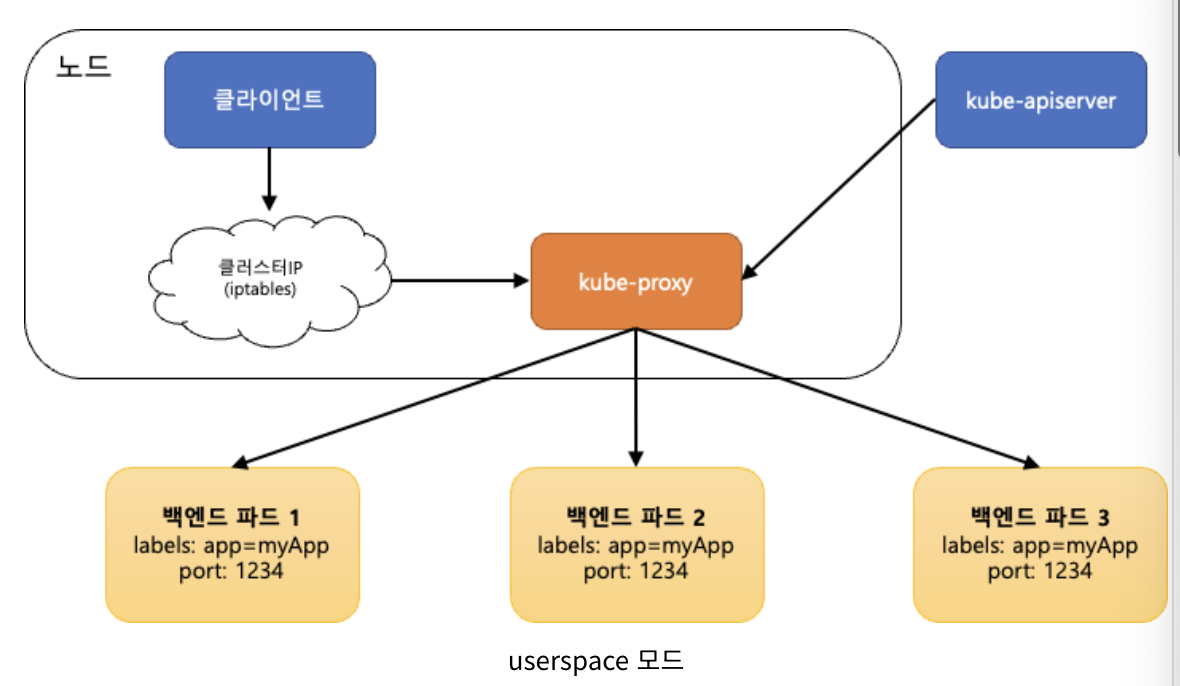 노드
클라이언트
kube-apiserver
클러스터IP
(iptables)
kube-proxy
백엔드 파드 1
labels: app=myApp
port: 1234
백엔드 파드 2
labels: app=myApp
port: 1234
백엔드 파드 3
labels: app=myApp
port: 1234
userspace 모드